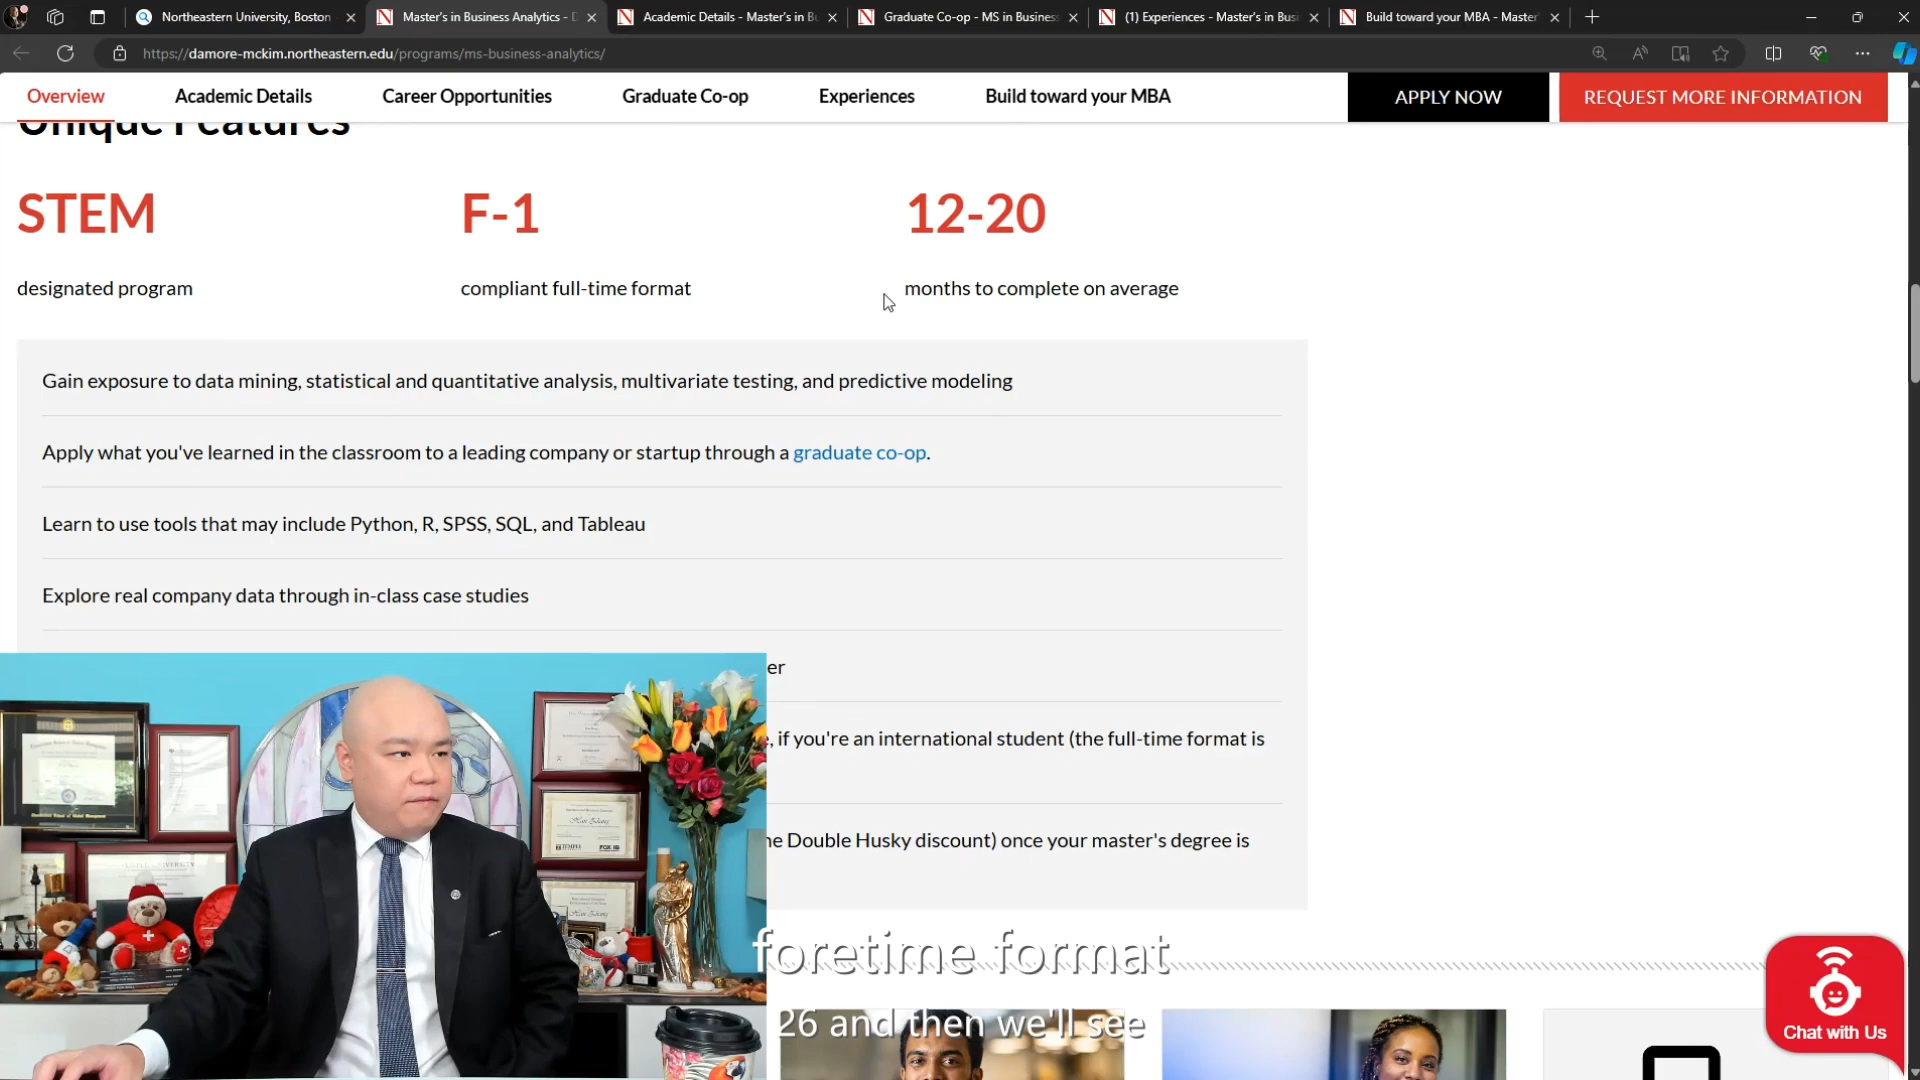 Northeastern University, Boston
Master's in Business Analytics - D
Academic Details - Master's in Bu
Graduate Co-op - MS in Business
(1) Experiences - Master's in Busi
Build toward your MBA - Master'
https://damore-mckim.northeastern.edu/programs/ms-business-analytics/
Overview
Academic Details
Career Opportunities
Graduate Co-op
Experiences
Build toward your MBA
APPLY NOW
REQUEST MORE INFORMATION
Unique Features
STEM
F-1
12-20
designated program
compliant full-time format
months to complete on average
Gain exposure to data mining, statistical and quantitative analysis, multivariate testing, and predictive modeling
Apply what you've learned in the classroom to a leading company or startup through a graduate co-op.
Learn to use tools that may include Python, R, SPSS, SQL, and Tableau
Explore real company data through in-class case studies
er
, if you're an international student (the full-time format is
he Double Husky discount) once your master's degree is
foretime format
26 and then we'll see
Chat with Us